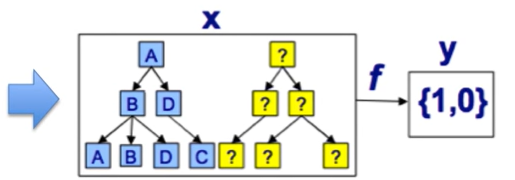 x
A ?
B D ? ?
A B D C ? ? ?
f
y
{1,0}